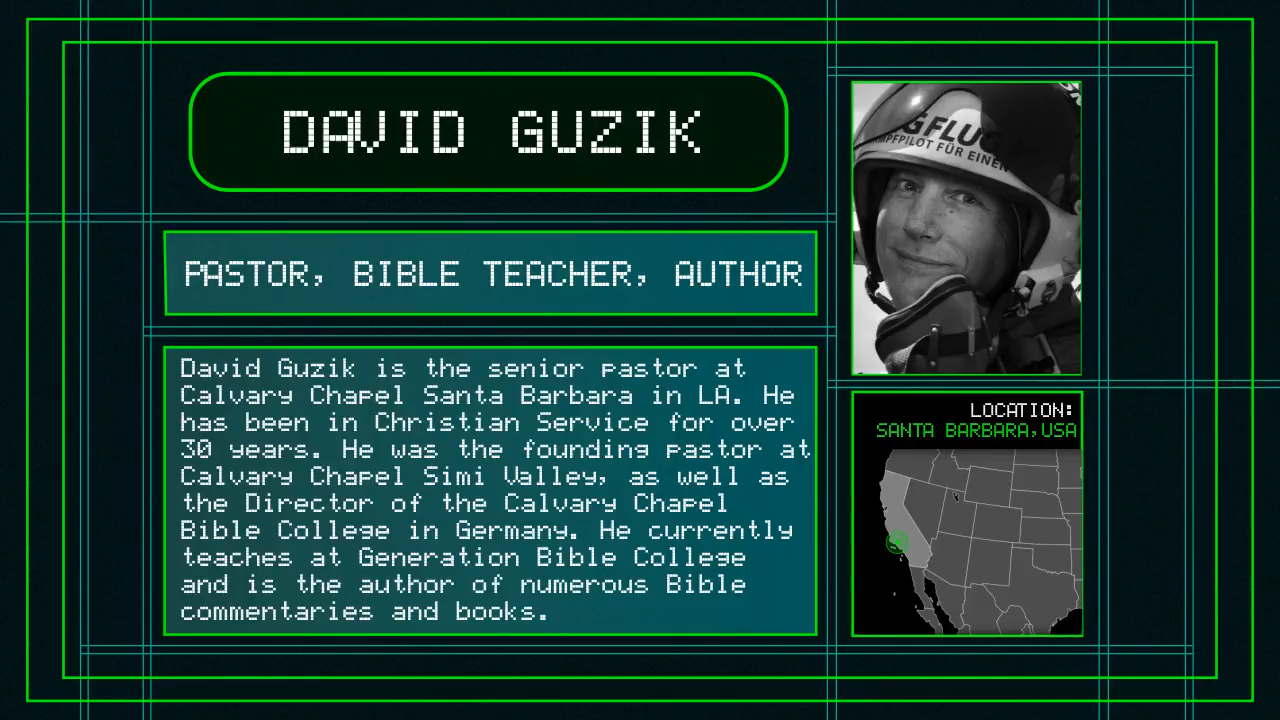 DAVID GUZIK
PASTOR, BIBLE TEACHER, AUTHOR
David Guzik is the senior pastor at
Calvary Chapel Santa Barbara in LA. He
has been in Christian Service for over
30 years. He was the founding pastor at
Calvary Chapel Simi Valley, as well as
the Director of the Calvary Chapel
Bible College in Germany. He currently
teaches at Generation Bible College
and is the author of numerous Bible
commentaries and books.
GFLUG
MPFPILOT FÜR EINEN
LOCATION:
SANTA BARBARA,USA